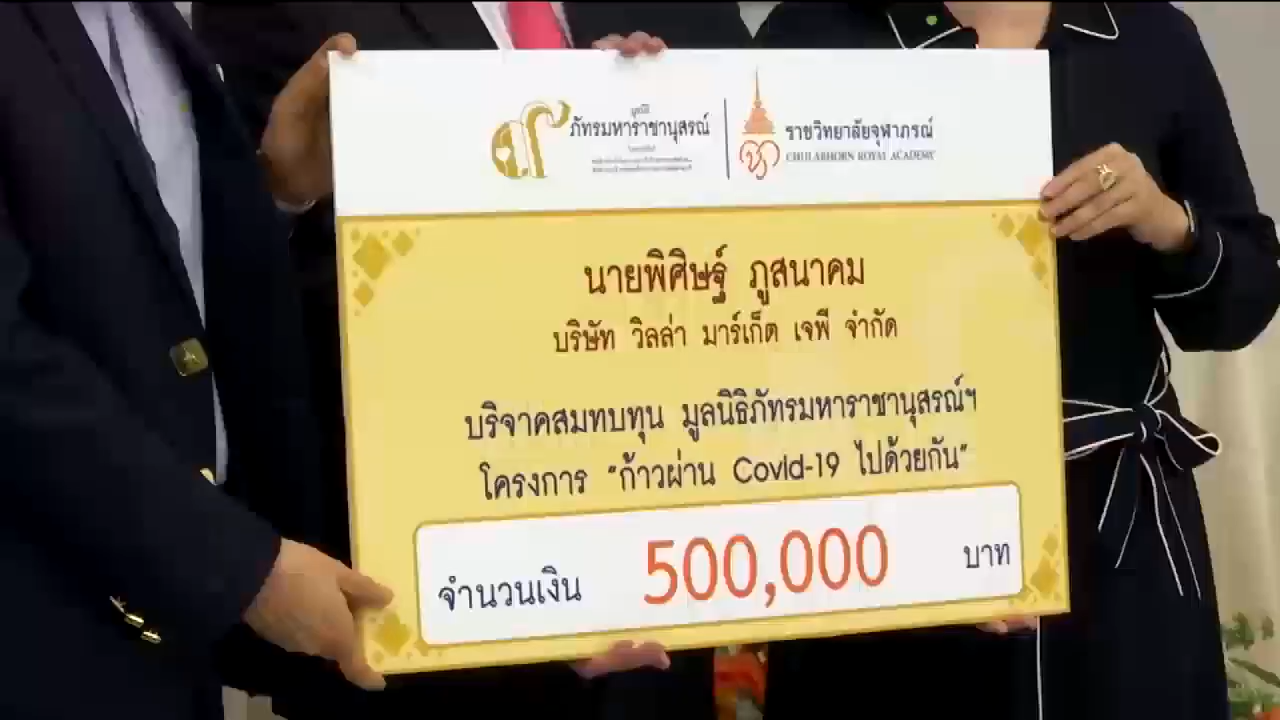 มูลนิธิ
ภัทรมหาราชานุสรณ์
ราชวิทยาลัยจุฬาภรณ์
CHULABHORN ROYAL ACADEMY
นายพิศิษฐ์ ภูสนาคม
บริษัท วิลล่า มาร์เก็ต เจพี จำกัด
บริจาคสมทบทุน มูลนิธิภัทรมหาราชานุสรณ์ฯ
โครงการ "ก้าวผ่าน Covid-19 ไปด้วยกัน"
จำนวนเงิน 500,000 บาท